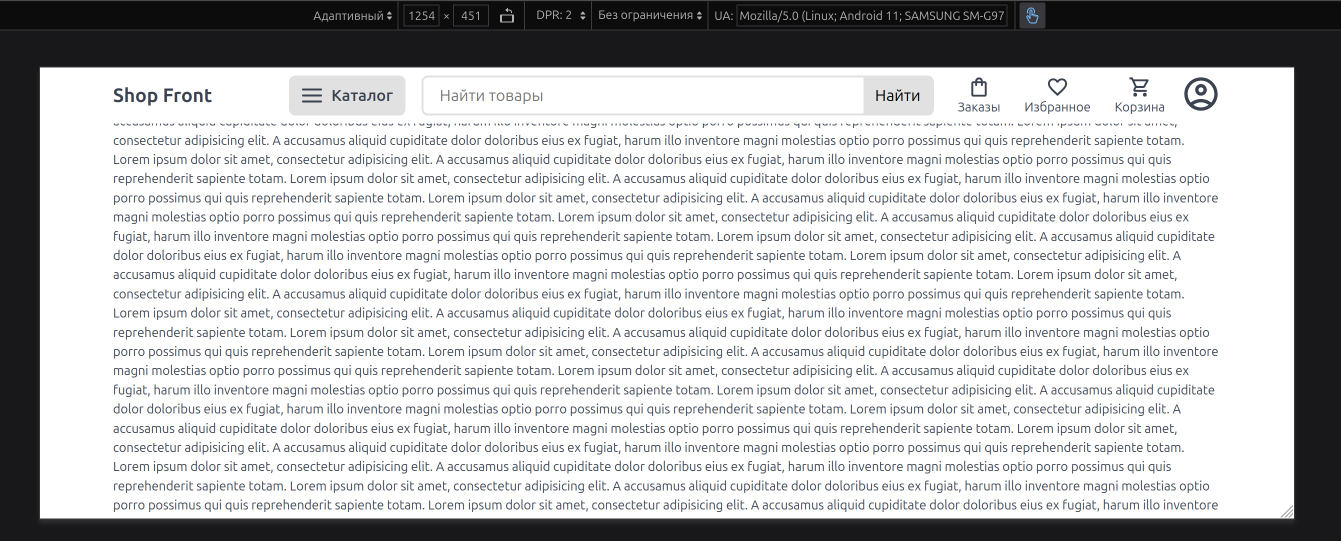 Адаптивный 1254 × 451 DPR: 2 Без ограничения UA: Mozilla/5.0 (Linux; Android 11; SAMSUNG SM-G97
Shop Front Каталог Найти товары Найти Заказы Избранное Корзина
accusamus aliquid cupiditate dolor doloribus eius ex fugiat, harum illo inventore magni molestias optio porro possimus qui quis reprehenderit sapiente totam. Lorem ipsum dolor sit amet,
consectetur adipisicing elit. A accusamus aliquid cupiditate dolor doloribus eius ex fugiat, harum illo inventore magni molestias optio porro possimus qui quis reprehenderit sapiente totam.
Lorem ipsum dolor sit amet, consectetur adipisicing elit. A accusamus aliquid cupiditate dolor doloribus eius ex fugiat, harum illo inventore magni molestias optio porro possimus qui quis
reprehenderit sapiente totam. Lorem ipsum dolor sit amet, consectetur adipisicing elit. A accusamus aliquid cupiditate dolor doloribus eius ex fugiat, harum illo inventore magni molestias optio
porro possimus qui quis reprehenderit sapiente totam. Lorem ipsum dolor sit amet, consectetur adipisicing elit. A accusamus aliquid cupiditate dolor doloribus eius ex fugiat, harum illo inventore
magni molestias optio porro possimus qui quis reprehenderit sapiente totam. Lorem ipsum dolor sit amet, consectetur adipisicing elit. A accusamus aliquid cupiditate dolor doloribus eius ex
fugiat, harum illo inventore magni molestias optio porro possimus qui quis reprehenderit sapiente totam. Lorem ipsum dolor sit amet, consectetur adipisicing elit. A accusamus aliquid cupiditate
dolor doloribus eius ex fugiat, harum illo inventore magni molestias optio porro possimus qui quis reprehenderit sapiente totam. Lorem ipsum dolor sit amet, consectetur adipisicing elit. A
accusamus aliquid cupiditate dolor doloribus eius ex fugiat, harum illo inventore magni molestias optio porro possimus qui quis reprehenderit sapiente totam. Lorem ipsum dolor sit amet,
consectetur adipisicing elit. A accusamus aliquid cupiditate dolor doloribus eius ex fugiat, harum illo inventore magni molestias optio porro possimus qui quis reprehenderit sapiente totam.
Lorem ipsum dolor sit amet, consectetur adipisicing elit. A accusamus aliquid cupiditate dolor doloribus eius ex fugiat, harum illo inventore magni molestias optio porro possimus qui quis
reprehenderit sapiente totam. Lorem ipsum dolor sit amet, consectetur adipisicing elit. A accusamus aliquid cupiditate dolor doloribus eius ex fugiat, harum illo inventore magni molestias optio
porro possimus qui quis reprehenderit sapiente totam. Lorem ipsum dolor sit amet, consectetur adipisicing elit. A accusamus aliquid cupiditate dolor doloribus eius ex fugiat, harum illo inventore
magni molestias optio porro possimus qui quis reprehenderit sapiente totam. Lorem ipsum dolor sit amet, consectetur adipisicing elit. A accusamus aliquid cupiditate dolor doloribus eius ex
fugiat, harum illo inventore magni molestias optio porro possimus qui quis reprehenderit sapiente totam. Lorem ipsum dolor sit amet, consectetur adipisicing elit. A accusamus aliquid cupiditate
dolor doloribus eius ex fugiat, harum illo inventore magni molestias optio porro possimus qui quis reprehenderit sapiente totam. Lorem ipsum dolor sit amet, consectetur adipisicing elit. A
accusamus aliquid cupiditate dolor doloribus eius ex fugiat, harum illo inventore magni molestias optio porro possimus qui quis reprehenderit sapiente totam. Lorem ipsum dolor sit amet,
consectetur adipisicing elit. A accusamus aliquid cupiditate dolor doloribus eius ex fugiat, harum illo inventore magni molestias optio porro possimus qui quis reprehenderit sapiente totam.
Lorem ipsum dolor sit amet, consectetur adipisicing elit. A accusamus aliquid cupiditate dolor doloribus eius ex fugiat, harum illo inventore magni molestias optio porro possimus qui quis
reprehenderit sapiente totam. Lorem ipsum dolor sit amet, consectetur adipisicing elit. A accusamus aliquid cupiditate dolor doloribus eius ex fugiat, harum illo inventore magni molestias optio
porro possimus qui quis reprehenderit sapiente totam. Lorem ipsum dolor sit amet, consectetur adipisicing elit. A accusamus aliquid cupiditate dolor doloribus eius ex fugiat, harum illo inventore